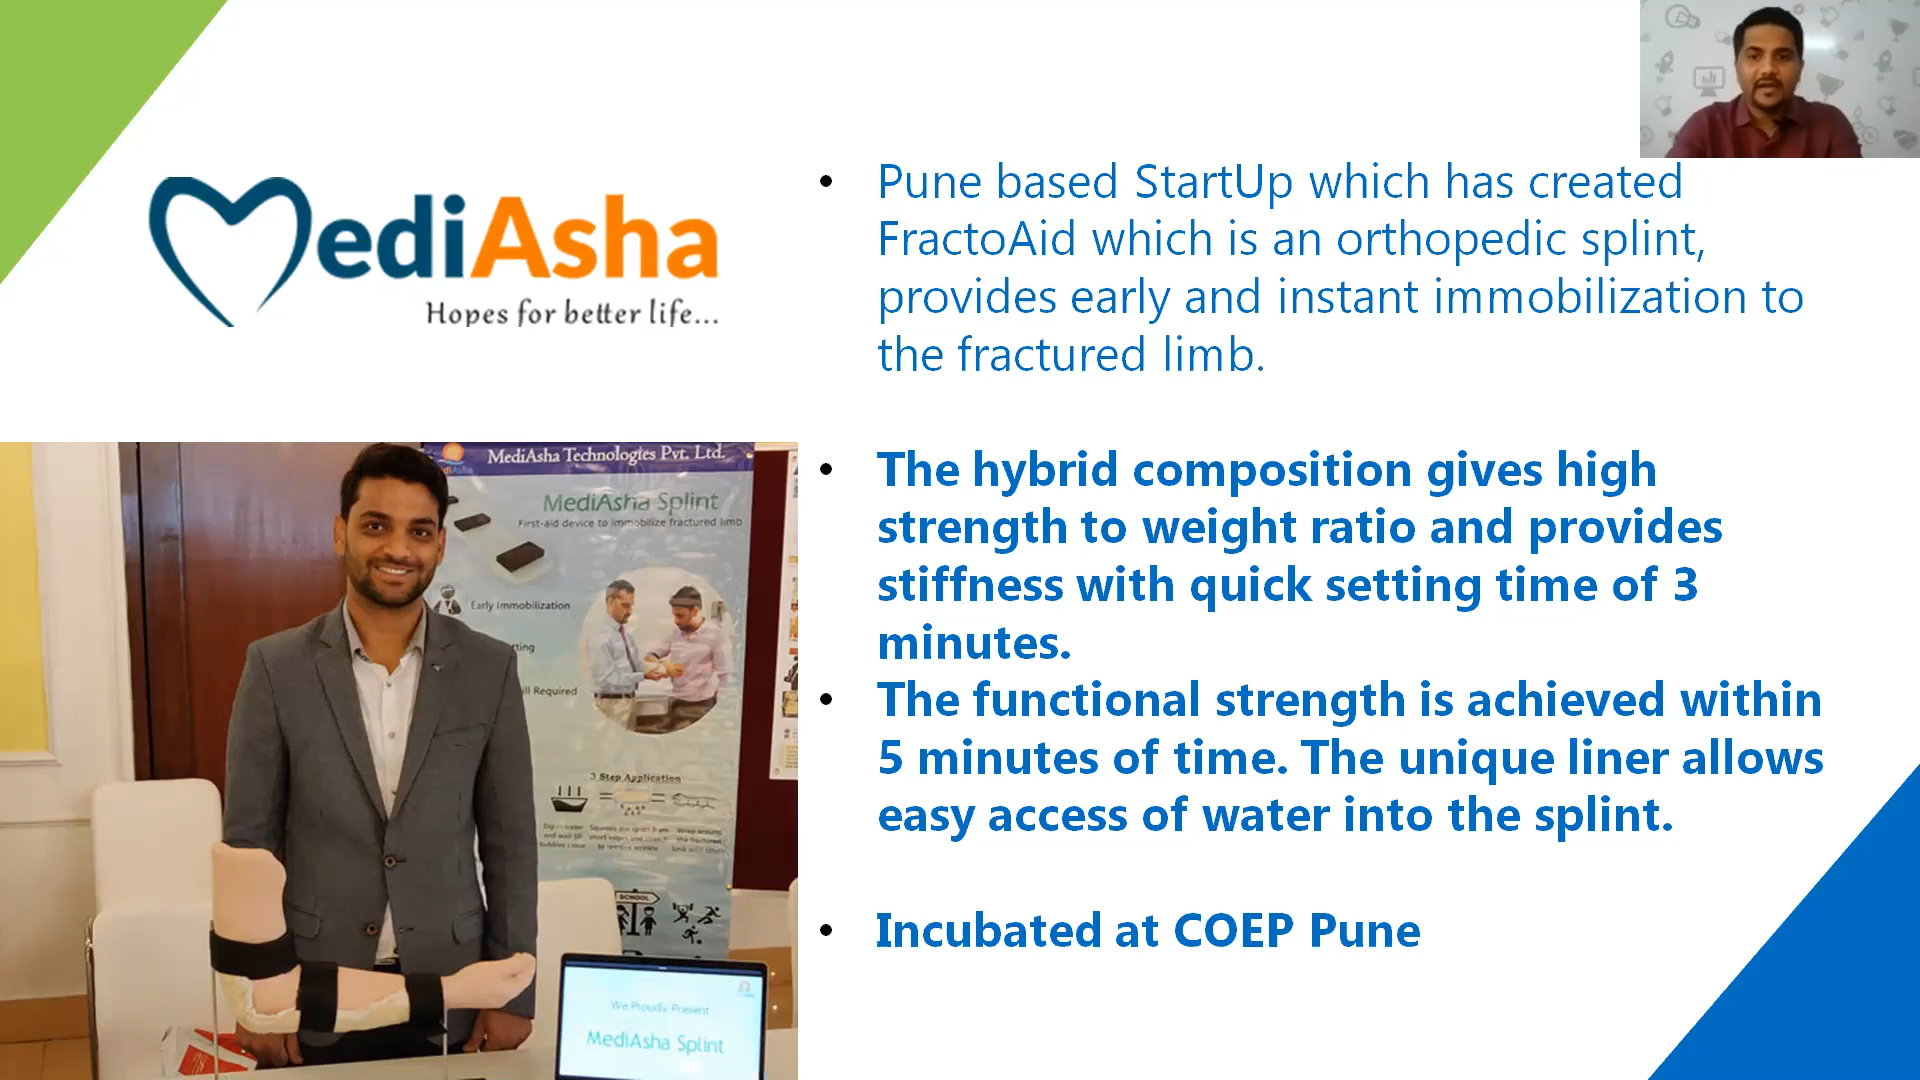 MediAsha
Hopes for better life...
• Pune based StartUp which has created
FractoAid which is an orthopedic splint,
provides early and instant immobilization to
the fractured limb.
• The hybrid composition gives high
strength to weight ratio and provides
stiffness with quick setting time of 3
minutes.
• The functional strength is achieved within
5 minutes of time. The unique liner allows
easy access of water into the splint.
• Incubated at COEP Pune
MediAsha Technologies Pvt. Ltd.
MediAsha Splint
First-aid device to immobilize fractured limb
Early Immobilization
Required
3 Step Application
SCHOOL
We Proudly Present
MediAsha Splint